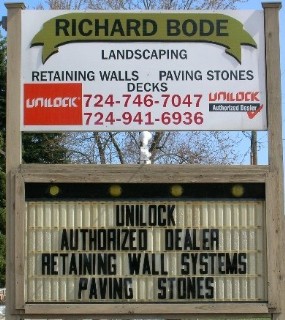 RICHARD BODE
LANDSCAPING
RETAINING WALLS PAVING STONES
DECKS
UNILOCK 724-746-7047 UNILOCK
Authorized Dealer
724-941-6936
UNILOCK
AUTHORIZED DEALER
RETAINING WALL SYSTEMS
PAVING STONES